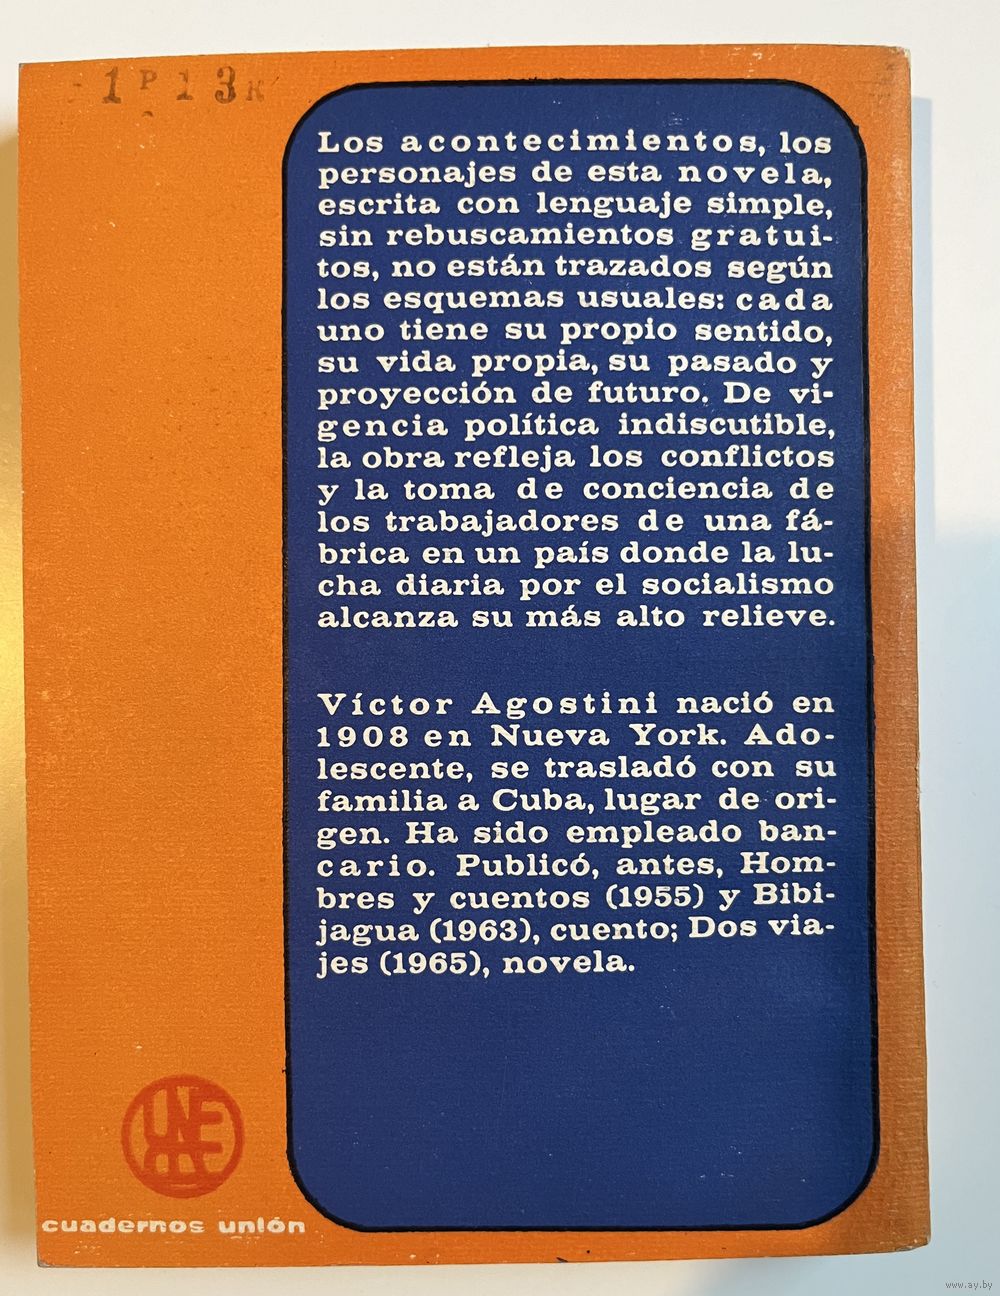 1 P 1 3 K
Los acontecimientos, los
personajes de esta novela,
escrita con lenguaje simple,
sin rebuscamientos gratui-
tos, no están trazados según
los esquemas usuales: cada
uno tiene su propio sentido,
su vida propia, su pasado y
proyección de futuro. De vi-
gencia política indiscutible,
la obra refleja los conflictos
y la toma de conciencia de
los trabajadores de una fá-
brica en un país donde la lu-
cha diaria por el socialismo
alcanza su más alto relieve.
Víctor Agostini nació en
1908 en Nueva York. Ado-
lescente, se trasladó con su
familia a Cuba, lugar de ori-
gen. Ha sido empleado ban-
cario. Publicó, antes, Hom-
bres y cuentos (1955) y Bibi-
jagua (1963), cuento; Dos via-
jes (1965), novela.
cuadernos unión
www.ay.by